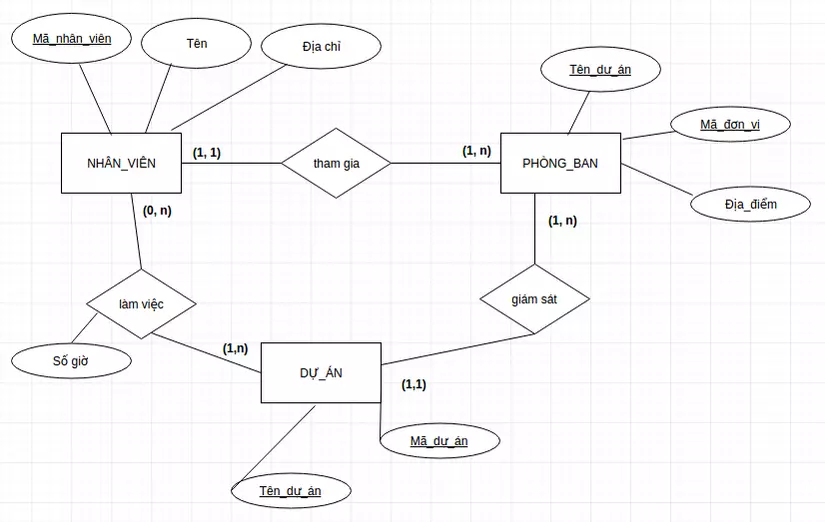 Mã_nhân_viên
Tên
Địa chỉ
Tên_dự_án
Mã_đơn_vị
NHÂN_VIÊN
(1, 1)
tham gia
(1, n)
PHÒNG_BAN
Địa_điểm
(0, n)
(1, n)
làm việc
giám sát
Số giờ
(1,n)
DỰ_ÁN
(1,1)
Mã_dự_án
Tên_dự_án